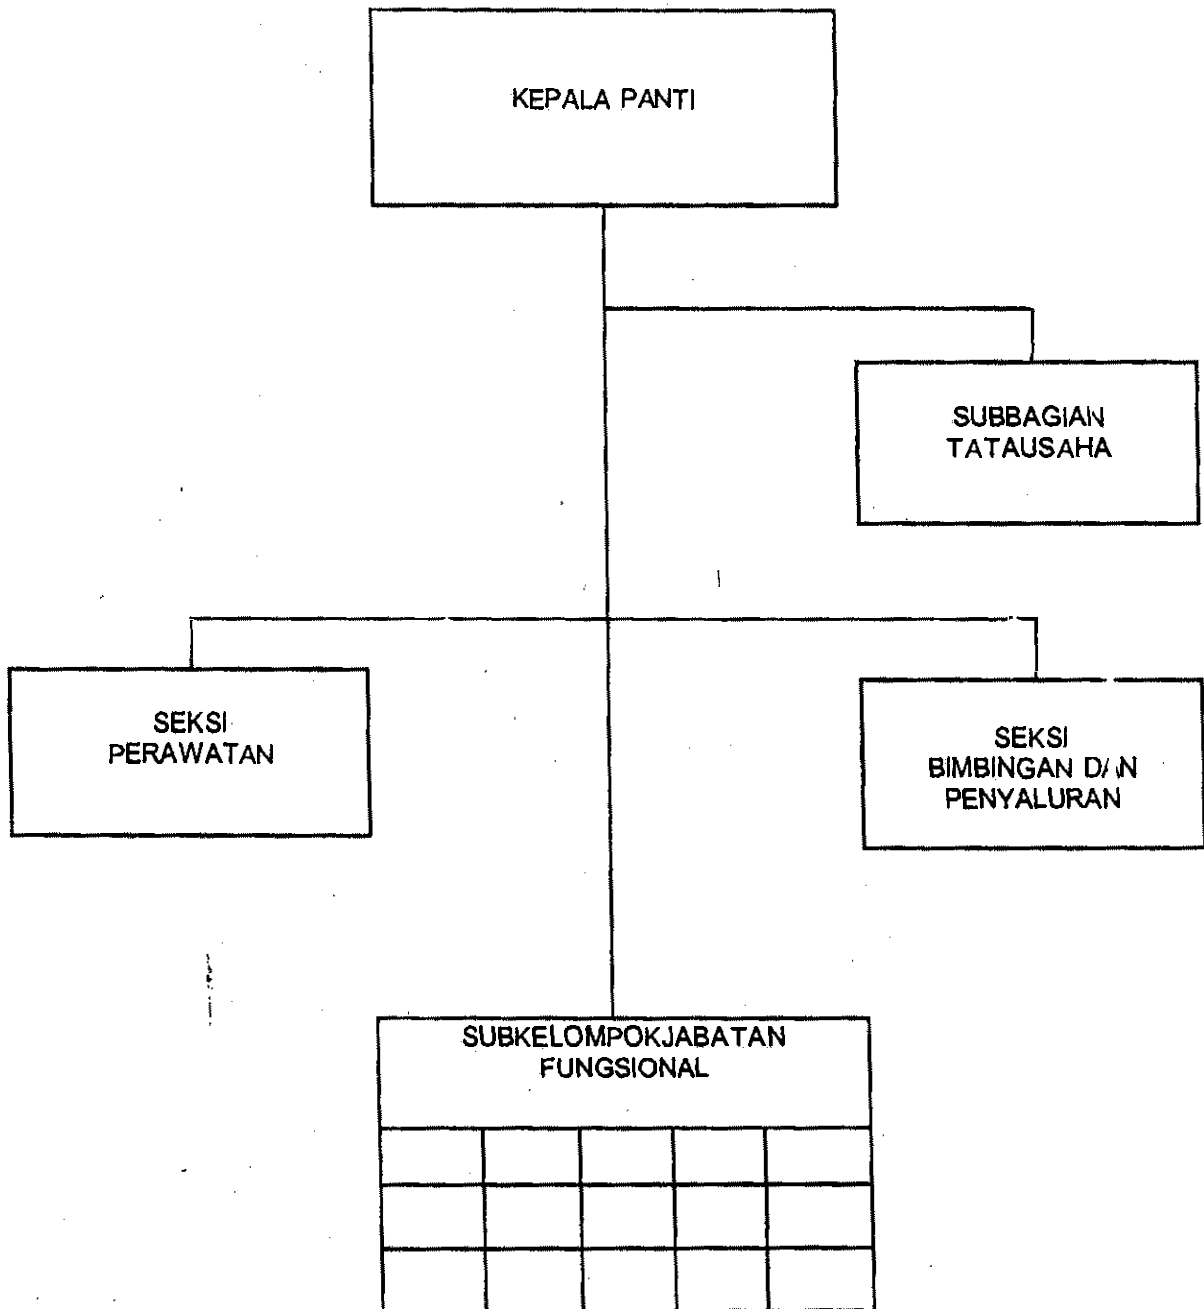 KEPALA PANTI
SUBBAGIAN
TATAUSAHA
SEKSI
PERAWATAN
SEKSI
BIMBINGAN DAN
PENYALURAN
SUBKELOMPOKJABATAN
FUNGSIONAL